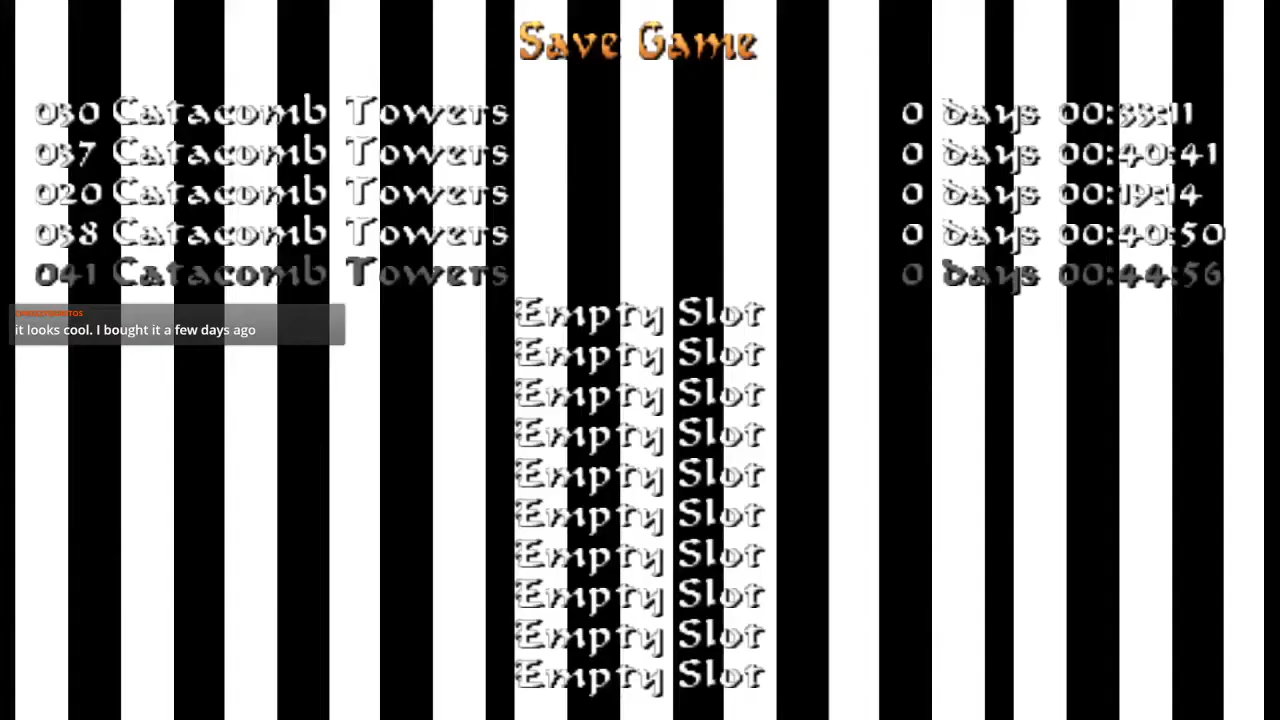 Save Game
030 Catacomb Towers 0 days 00:33:11
037 Catacomb Towers 0 days 00:40:41
020 Catacomb Towers 0 days 00:19:14
038 Catacomb Towers 0 days 00:40:50
041 Catacomb Towers 0 days 00:44:56
it looks cool. I bought it a few days ago
Empty Slot
Empty Slot
Empty Slot
Empty Slot
Empty Slot
Empty Slot
Empty Slot
Empty Slot
Empty Slot
Empty Slot